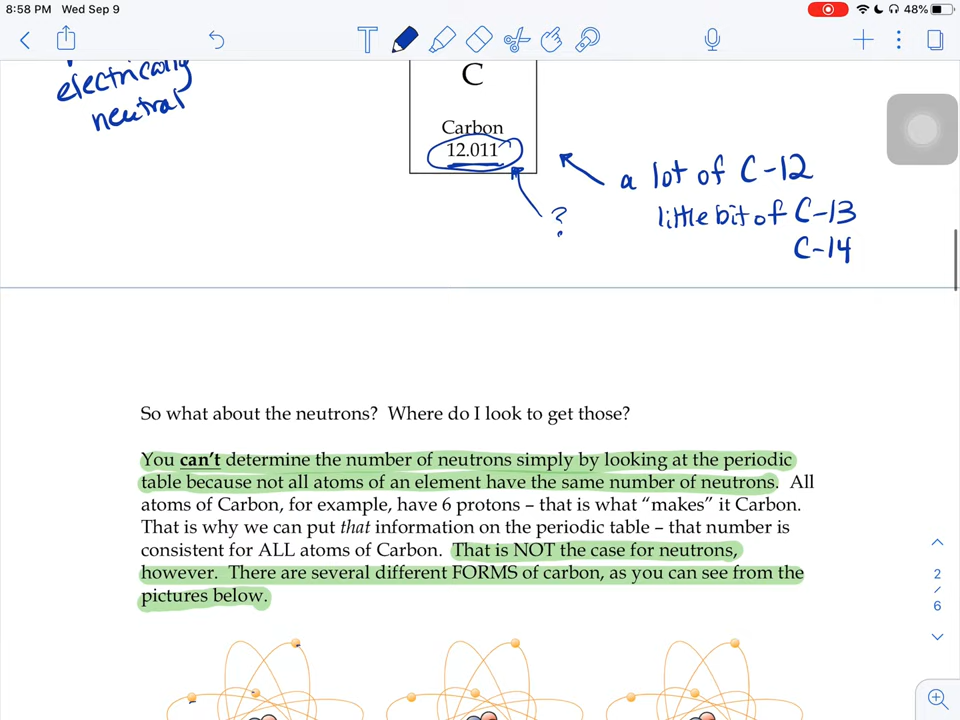 8:58 PM Wed Sep 9
48%
T
electrically
neutral
C
Carbon
12.011
?
a lot of C-12
little bit of C-13
C-14
So what about the neutrons? Where do I look to get those?
You can't determine the number of neutrons simply by looking at the periodic
table because not all atoms of an element have the same number of neutrons. All
atoms of Carbon, for example, have 6 protons – that is what “makes” it Carbon.
That is why we can put that information on the periodic table – that number is
consistent for ALL atoms of Carbon. That is NOT the case for neutrons,
however. There are several different FORMS of carbon, as you can see from the
pictures below.
2
/
6